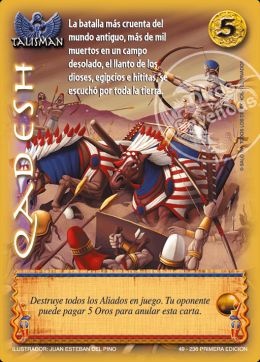 TALISMAN
5
La batalla más cruenta del
mundo antiguo, más de mil
muertos en un campo
desolado, el llanto de los
dioses, egipcios e hititas, se
escuchó por toda la tierra.
QADESH
Destruye todos los Aliados en juego. Tu oponente
puede pagar 5 Oros para anular esta carta.
ILUSTRADOR: JUAN ESTEBAN DEL PINO
49 - 236 PRIMERA EDICION